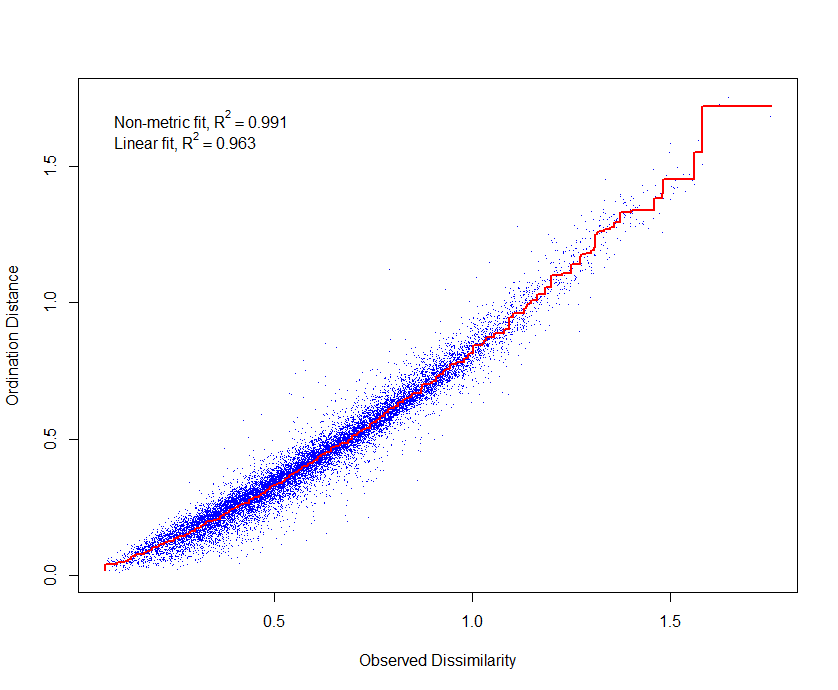 Non-metric fit, R² = 0.991
Linear fit, R² = 0.963
Ordination Distance
1.5
1.0
0.5
0.0
0.5 1.0 1.5
Observed Dissimilarity